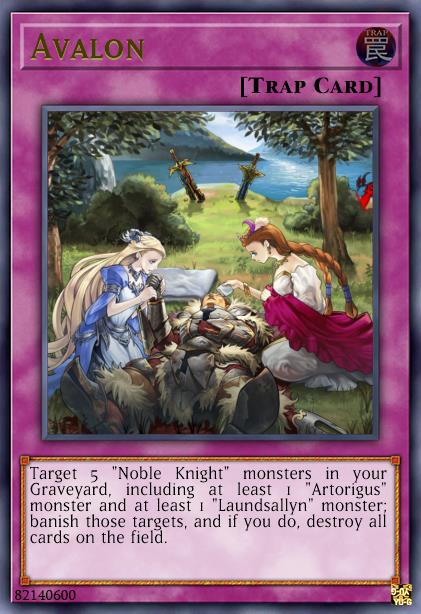 AVALON
TRAP
罠
[TRAP CARD]
Target 5 "Noble Knight" monsters in your
Graveyard, including at least 1 "Artorigus"
monster and at least 1 "Laundsallyn" monster;
banish those targets, and if you do, destroy all
cards on the field.
82140600